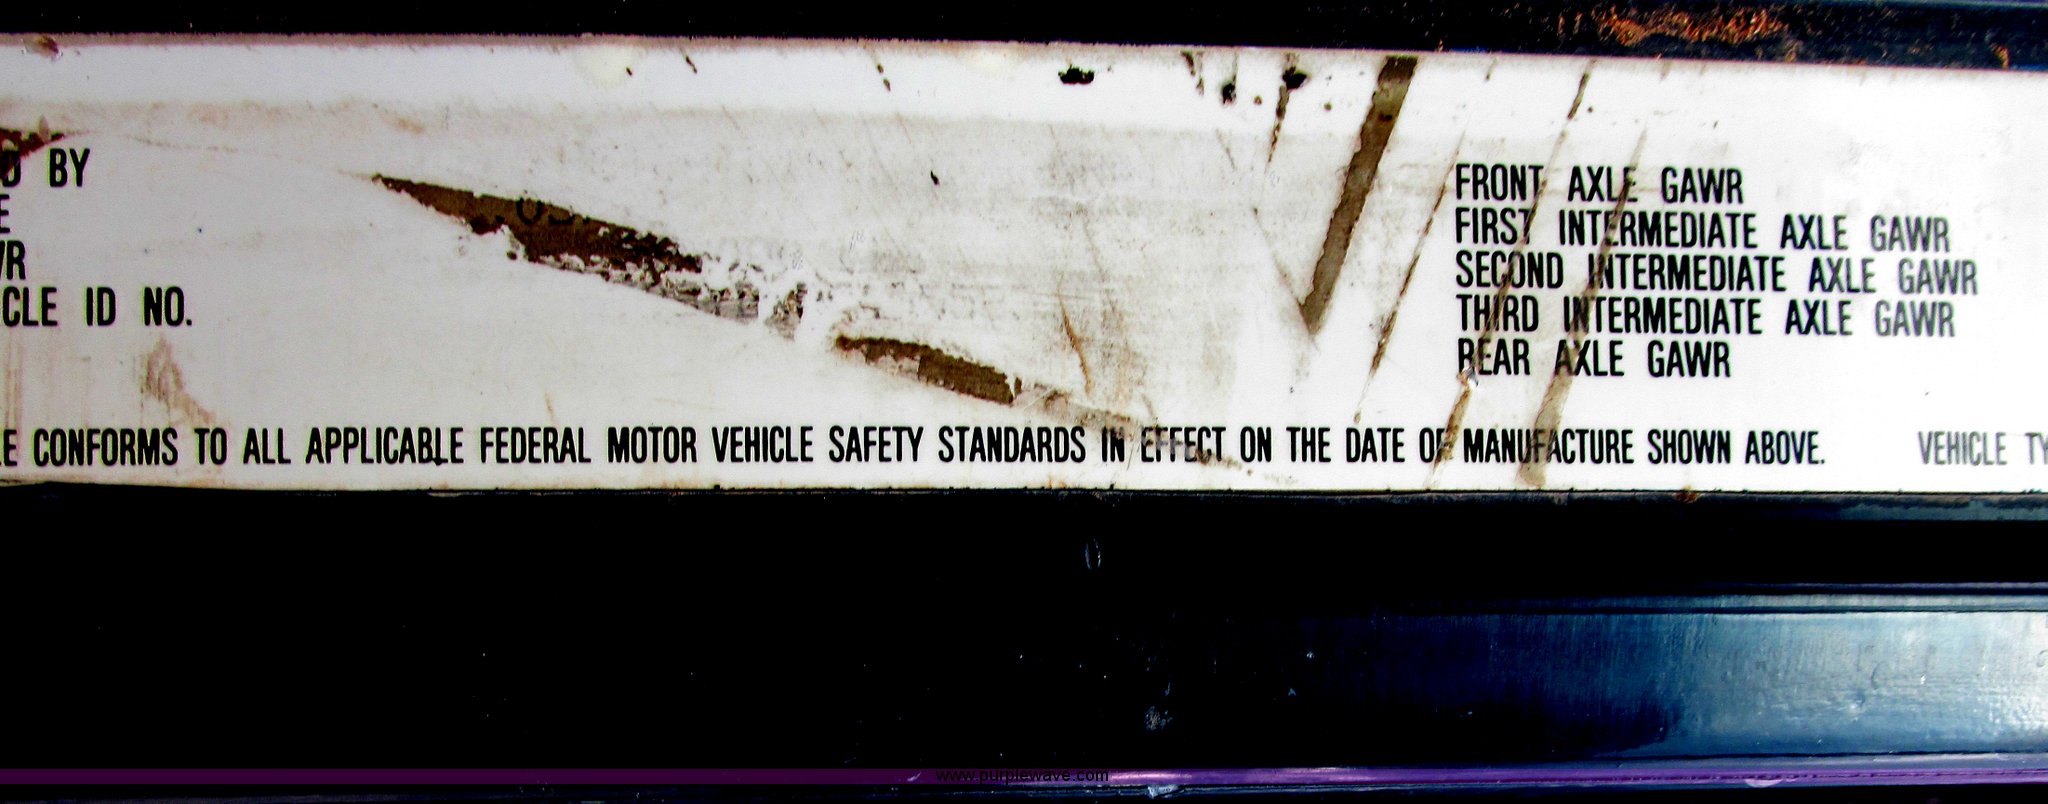 D BY
E
WR
CLE ID NO.
FRONT AXLE GAWR
FIRST INTERMEDIATE AXLE GAWR
SECOND INTERMEDIATE AXLE GAWR
THIRD INTERMEDIATE AXLE GAWR
REAR AXLE GAWR
E CONFORMS TO ALL APPLICABLE FEDERAL MOTOR VEHICLE SAFETY STANDARDS IN EFFECT ON THE DATE OF MANUFACTURE SHOWN ABOVE. VEHICLE TY
www.purplewave.com